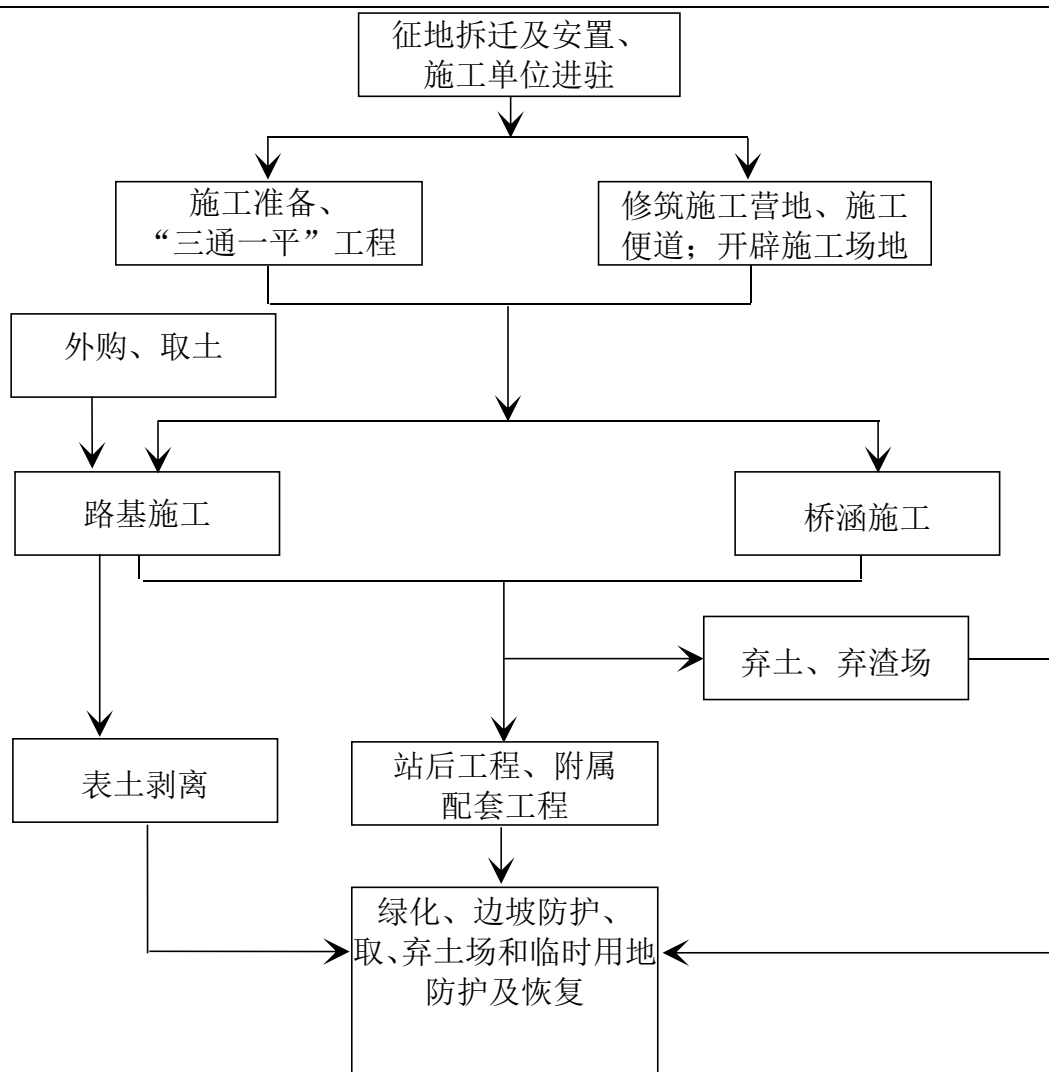 征地拆迁及安置、
施工单位进驻
施工准备、
“三通一平”工程
修筑施工营地、施工
便道；开辟施工场地
外购、取土
路基施工
桥涵施工
弃土、弃渣场
表土剥离
站后工程、附属
配套工程
绿化、边坡防护、
取、弃土场和临时用地
防护及恢复